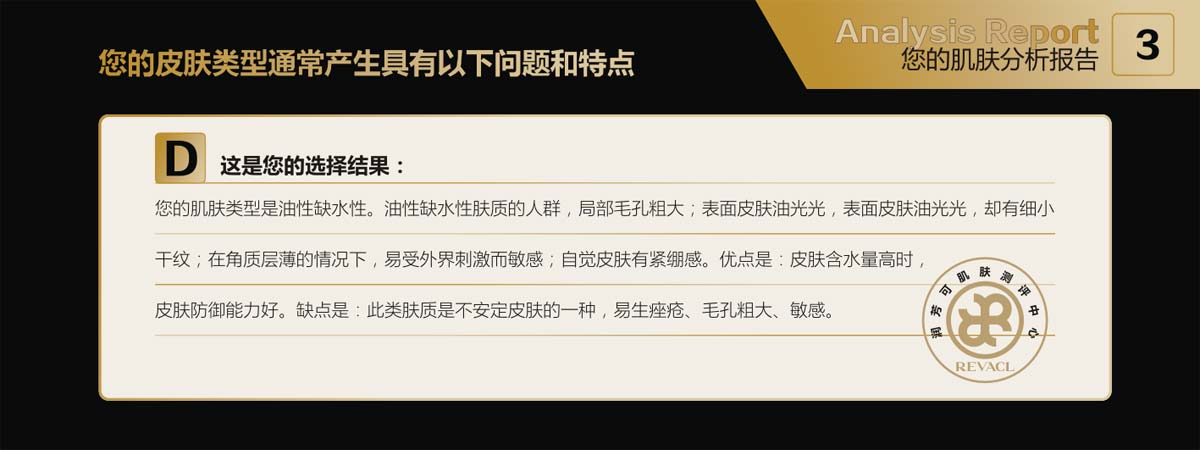 Analysis Report
您的肌肤分析报告
3
您的皮肤类型通常产生具有以下问题和特点
D
这是您的选择结果：
您的肌肤类型是油性缺水性。油性缺水性肤质的人群，局部毛孔粗大；表面皮肤油光光，表面皮肤油光光，却有细小
干纹；在角质层薄的情况下，易受外界刺激而敏感；自觉皮肤有紧绷感。优点是：皮肤含水量高时，
皮肤防御能力好。缺点是：此类肤质是不安定皮肤的一种，易生痤疮、毛孔粗大、敏感。
润芳可肌肤测评中心
REVACL